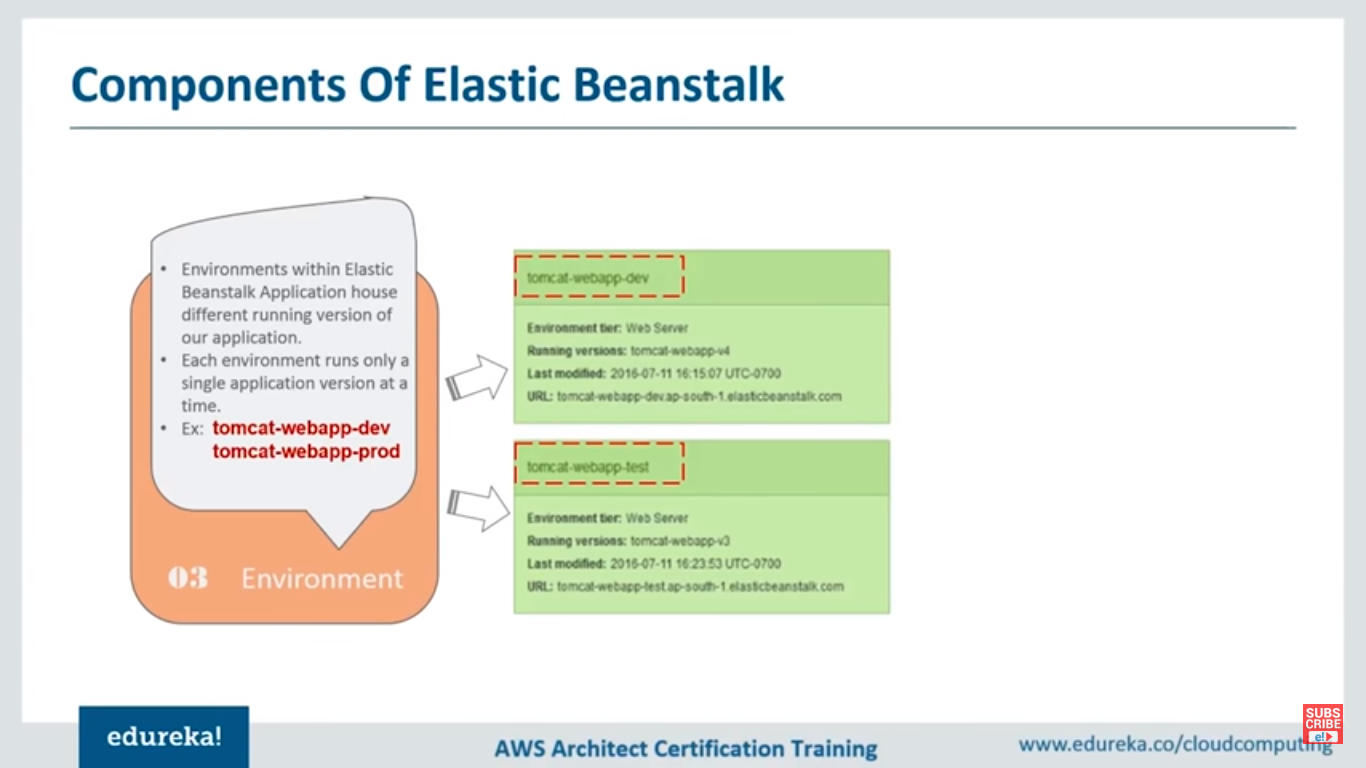 Components Of Elastic Beanstalk
• Environments within Elastic
Beanstalk Application house
different running version of
our application.
• Each environment runs only a
single application version at a
time.
• Ex: tomcat-webapp-dev
tomcat-webapp-prod
03 Environment
tomcat-webapp-dev
Environment tier: Web Server
Running versions: tomcat-webapp-v4
Last modified: 2016-07-11 16:15:07 UTC-0700
URL: tomcat-webapp-dev.ap-south-1.elasticbeanstalk.com
tomcat-webapp-test
Environment tier: Web Server
Running versions: tomcat-webapp-v3
Last modified: 2016-07-11 16:23:53 UTC-0700
URL: tomcat-webapp-test.ap-south-1.elasticbeanstalk.com
edureka!
AWS Architect Certification Training
www.edureka.co/cloudcomputing
SUBS
CRIBE
e!